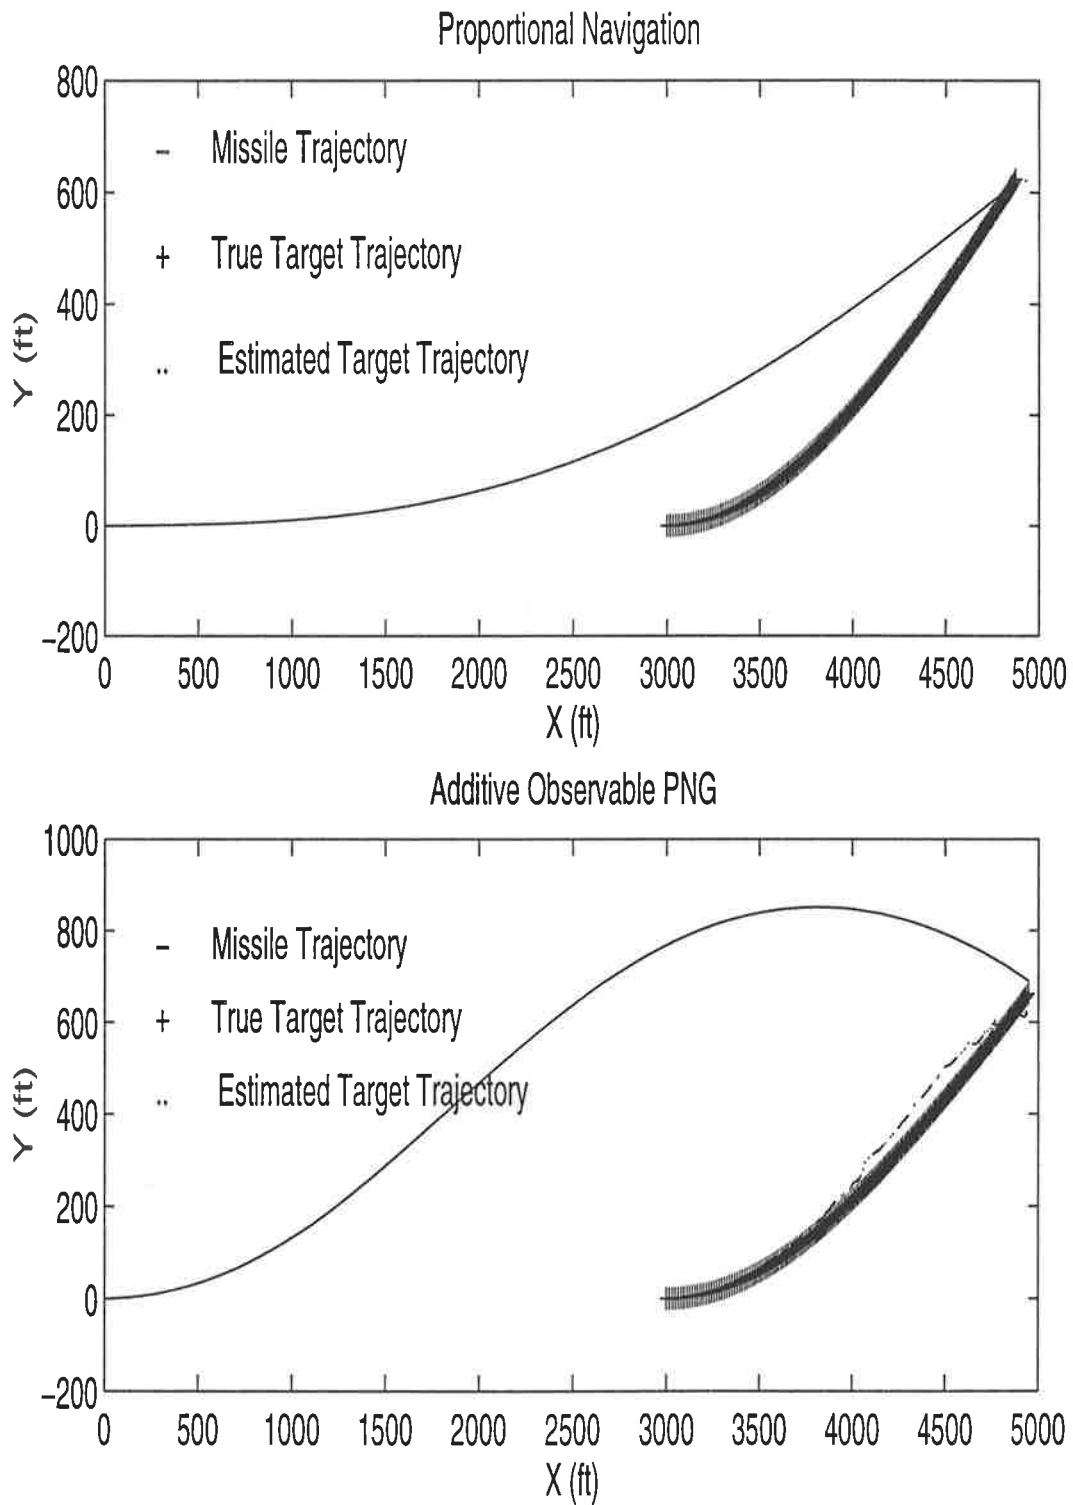 Proportional Navigation
800
− Missile Trajectory
600
+ True Target Trajectory
400
.. Estimated Target Trajectory
200
0
−200
Y (ft)
0 500 1000 1500 2000 2500 3000 3500 4000 4500 5000
X (ft)
Additive Observable PNG
1000
800
− Missile Trajectory
600
+ True Target Trajectory
.. Estimated Target Trajectory
400
200
0
−200
Y (ft)
0 500 1000 1500 2000 2500 3000 3500 4000 4500 5000
X (ft)